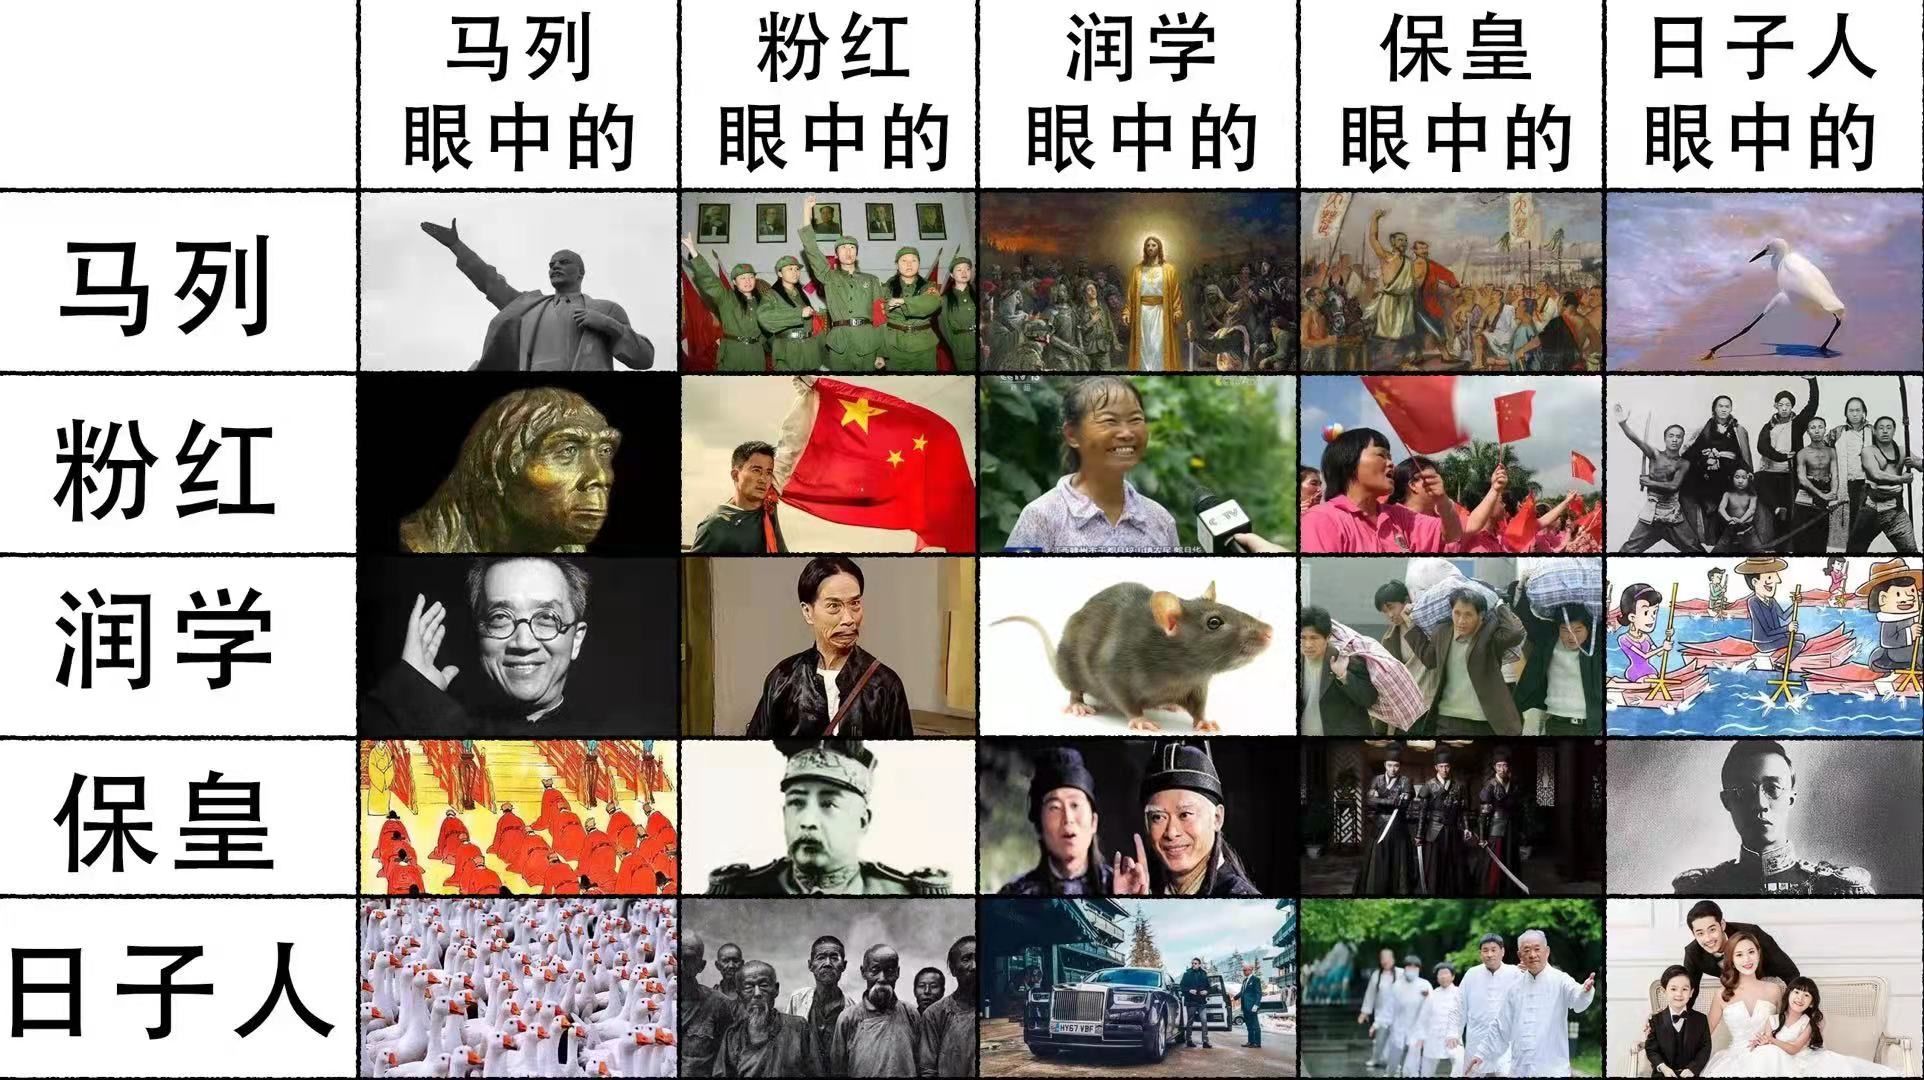 马列 粉红 润学 保皇 日子人
眼中的 眼中的 眼中的 眼中的 眼中的
马列
粉红
CCTV 13
润学
保皇
日子人
HY67 VBF